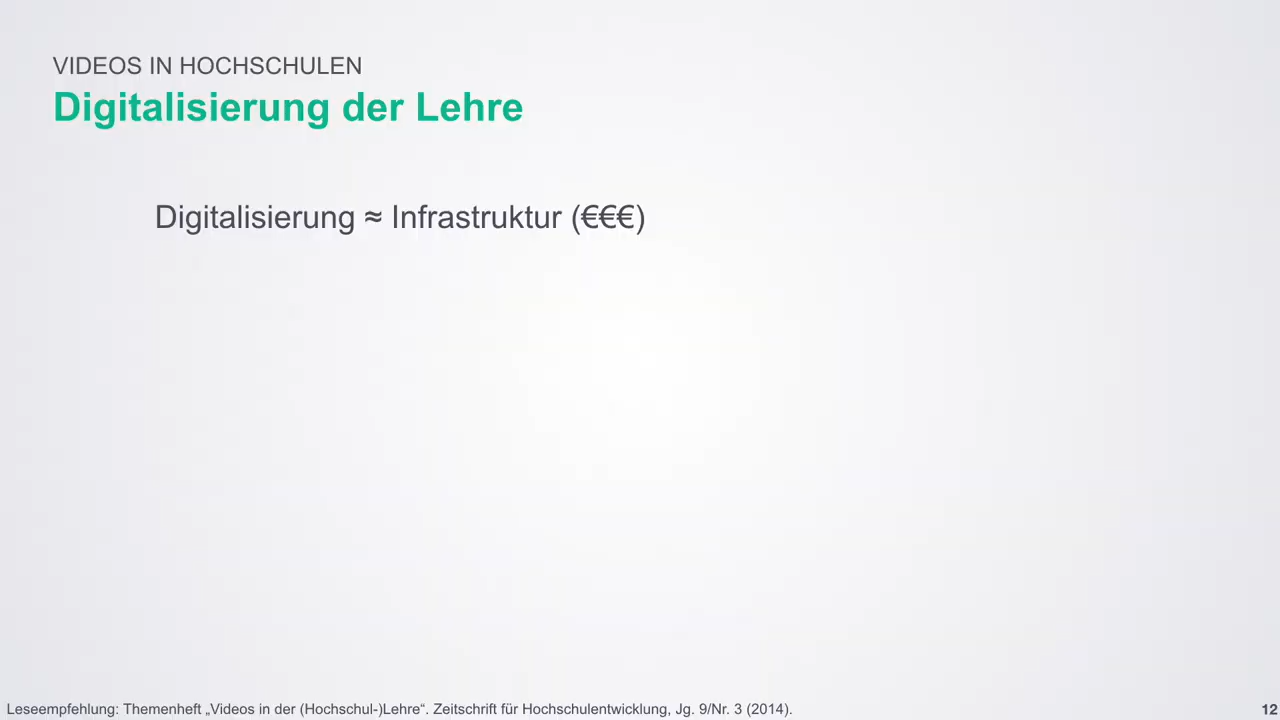 VIDEOS IN HOCHSCHULEN
Digitalisierung der Lehre
Digitalisierung ≈ Infrastruktur (€€€)
Leseempfehlung: Themenheft „Videos in der (Hochschul-)Lehre“. Zeitschrift für Hochschulentwicklung, Jg. 9/Nr. 3 (2014).
12